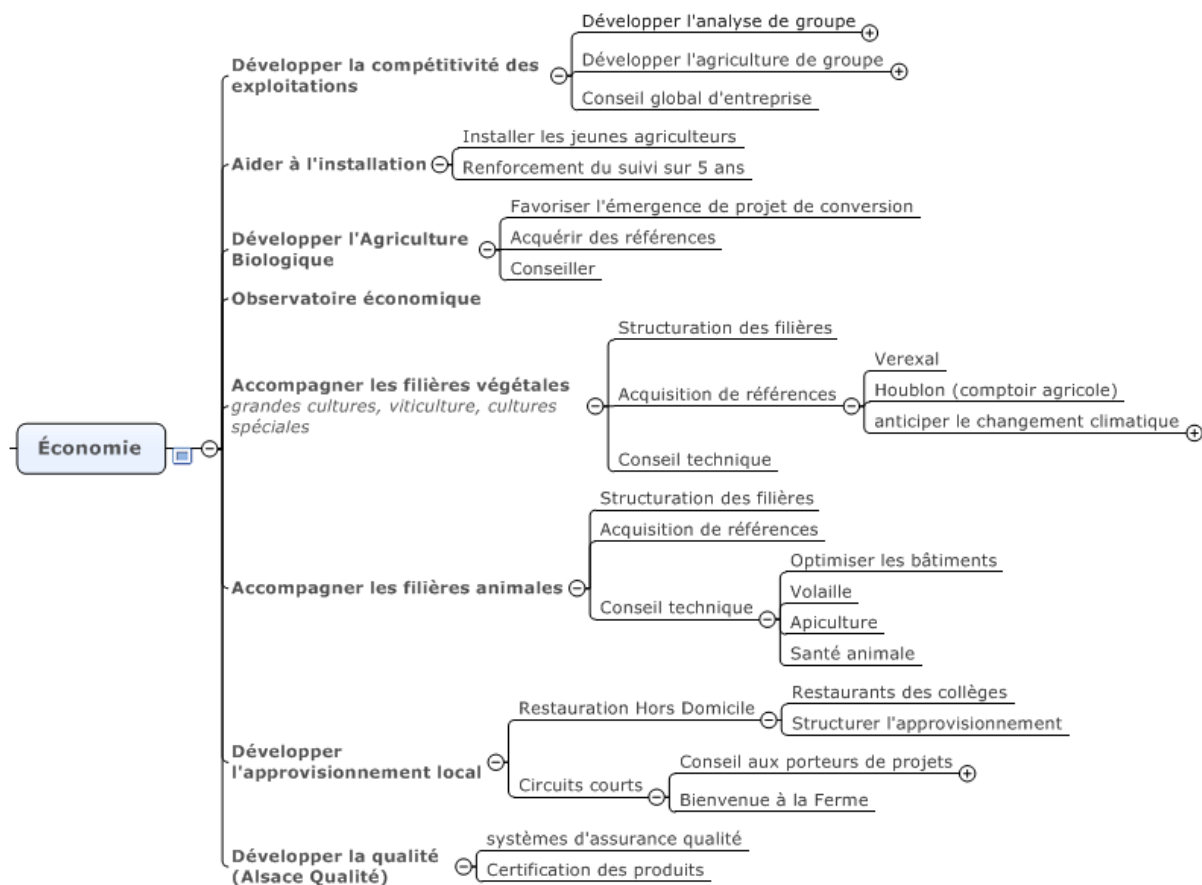 Économie
Développer la compétitivité des
exploitations
Développer l'analyse de groupe
Développer l'agriculture de groupe
Conseil global d'entreprise
Aider à l'installation
Installer les jeunes agriculteurs
Renforcement du suivi sur 5 ans
Développer l'Agriculture
Biologique
Favoriser l'émergence de projet de conversion
Acquérir des références
Conseiller
Observatoire économique
Accompagner les filières végétales
grandes cultures, viticulture, cultures
spéciales
Structuration des filières
Acquisition de références
Verexal
Houblon (comptoir agricole)
anticiper le changement climatique
Conseil technique
Accompagner les filières animales
Structuration des filières
Acquisition de références
Conseil technique
Optimiser les bâtiments
Volaille
Apiculture
Santé animale
Développer
l'approvisionnement local
Restauration Hors Domicile
Restaurants des collèges
Structurer l'approvisionnement
Circuits courts
Conseil aux porteurs de projets
Bienvenue à la Ferme
Développer la qualité
(Alsace Qualité)
systèmes d'assurance qualité
Certification des produits